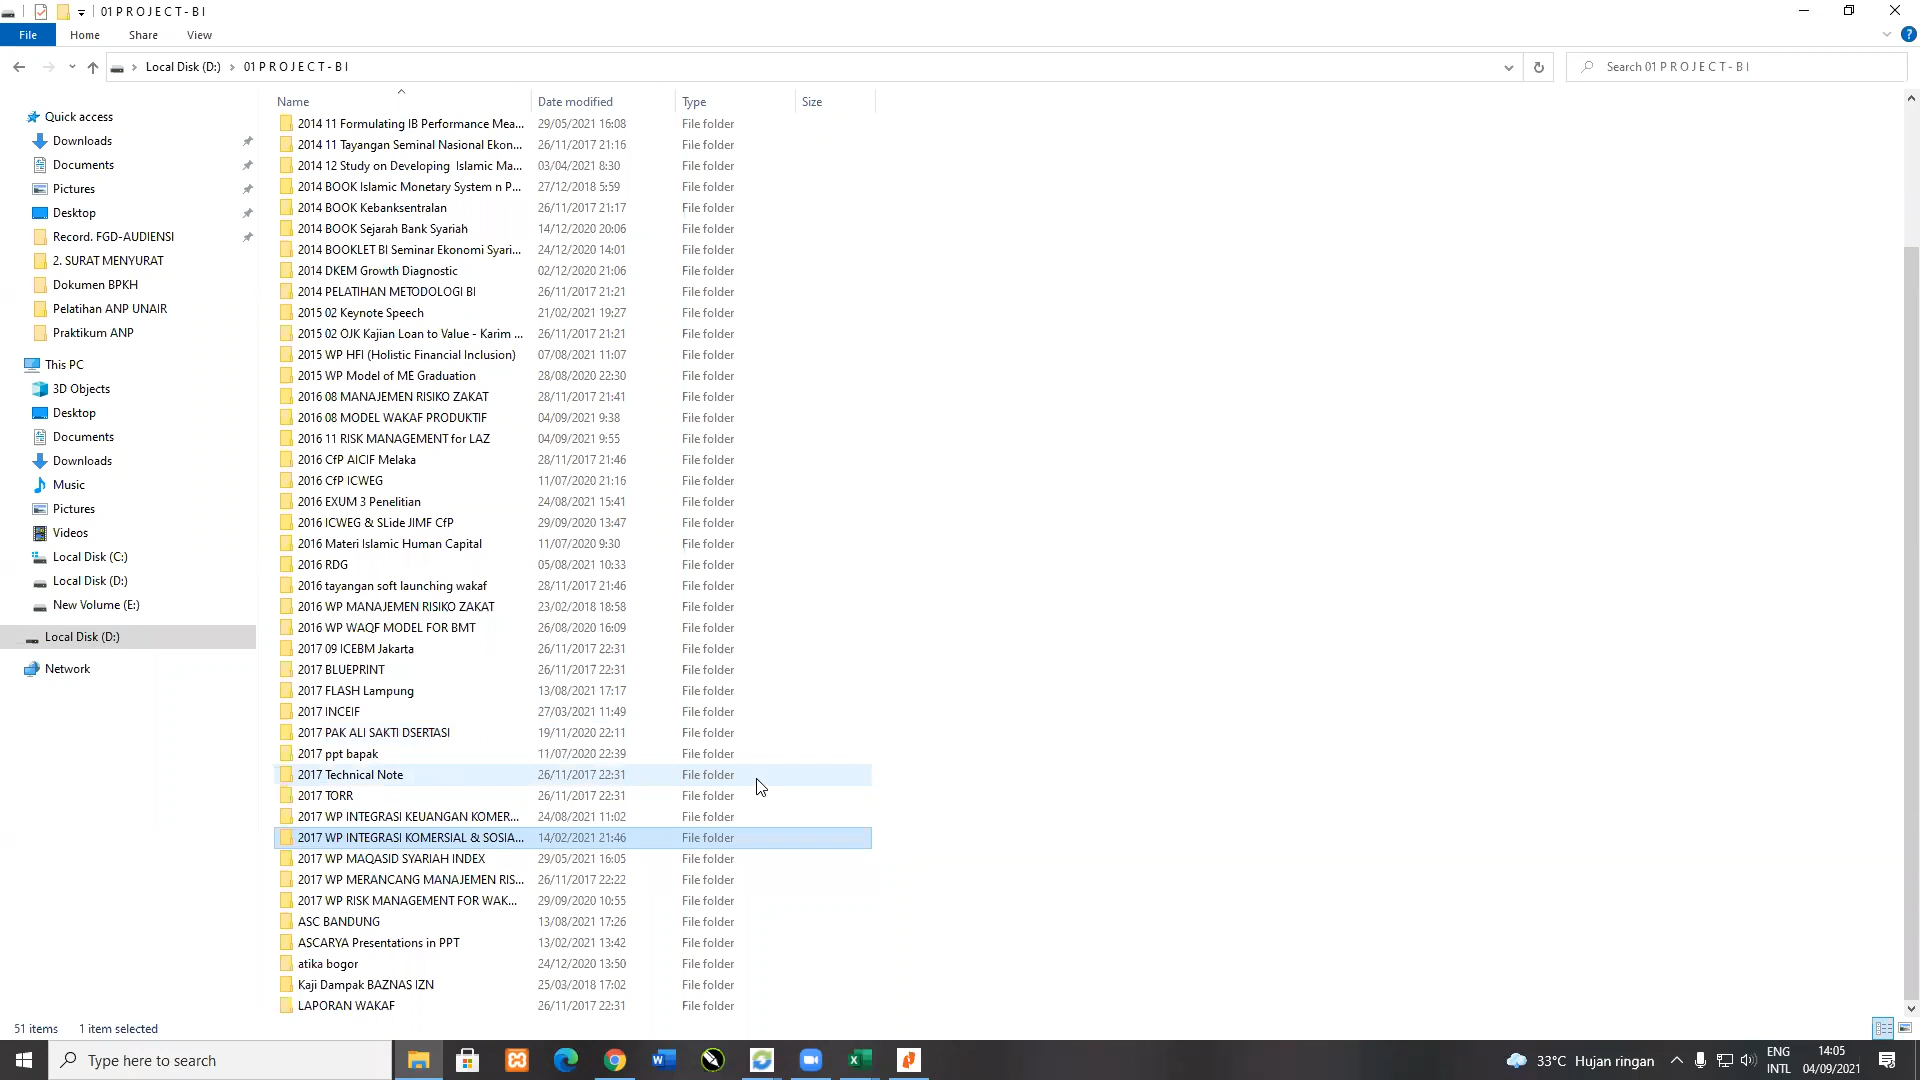 01 P R O J E C T - B I
File
Home
Share
View
Local Disk (D:)
01 P R O J E C T - B I
Search 01 P R O J E C T - B I
Quick access
Downloads
Documents
Pictures
Desktop
Record. FGD-AUDIENSI
2. SURAT MENYURAT
Dokumen BPKH
Pelatihan ANP UNAIR
Praktikum ANP
This PC
3D Objects
Desktop
Documents
Downloads
Music
Pictures
Videos
Local Disk (C:)
Local Disk (D:)
New Volume (E:)
Local Disk (D:)
Network
Name Date modified Type Size
2014 11 Formulating IB Performance Mea... 29/05/2021 16:08 File folder
2014 11 Tayangan Seminal Nasional Ekon... 26/11/2017 21:16 File folder
2014 12 Study on Developing Islamic Ma... 03/04/2021 8:30 File folder
2014 BOOK Islamic Monetary System n P... 27/12/2018 5:59 File folder
2014 BOOK Kebanksentralan 26/11/2017 21:17 File folder
2014 BOOK Sejarah Bank Syariah 14/12/2020 20:06 File folder
2014 BOOKLET BI Seminar Ekonomi Syari... 24/12/2020 14:01 File folder
2014 DKEM Growth Diagnostic 02/12/2020 21:06 File folder
2014 PELATIHAN METODOLOGI BI 26/11/2017 21:21 File folder
2015 02 Keynote Speech 21/02/2021 19:27 File folder
2015 02 OJK Kajian Loan to Value - Karim ... 26/11/2017 21:21 File folder
2015 WP HFI (Holistic Financial Inclusion) 07/08/2021 11:07 File folder
2015 WP Model of ME Graduation 28/08/2020 22:30 File folder
2016 08 MANAJEMEN RISIKO ZAKAT 28/11/2017 21:41 File folder
2016 08 MODEL WAKAF PRODUKTIF 04/09/2021 9:38 File folder
2016 11 RISK MANAGEMENT for LAZ 04/09/2021 9:55 File folder
2016 CfP AICIF Melaka 28/11/2017 21:46 File folder
2016 CfP ICWEG 11/07/2020 21:16 File folder
2016 EXUM 3 Penelitian 24/08/2021 15:41 File folder
2016 ICWEG & SLide JIMF CfP 29/09/2020 13:47 File folder
2016 Materi Islamic Human Capital 11/07/2020 9:30 File folder
2016 RDG 05/08/2021 10:33 File folder
2016 tayangan soft launching wakaf 28/11/2017 21:46 File folder
2016 WP MANAJEMEN RISIKO ZAKAT 23/02/2018 18:58 File folder
2016 WP WAQF MODEL FOR BMT 26/08/2020 16:09 File folder
2017 09 ICEBM Jakarta 26/11/2017 22:31 File folder
2017 BLUEPRINT 26/11/2017 22:31 File folder
2017 FLASH Lampung 13/08/2021 17:17 File folder
2017 INCEIF 27/03/2021 11:49 File folder
2017 PAK ALI SAKTI DSERTASI 19/11/2020 22:11 File folder
2017 ppt bapak 11/07/2020 22:39 File folder
2017 Technical Note 26/11/2017 22:31 File folder
2017 TORR 26/11/2017 22:31 File folder
2017 WP INTEGRASI KEUANGAN KOMER... 24/08/2021 11:02 File folder
2017 WP INTEGRASI KOMERSIAL & SOSIA... 14/02/2021 21:46 File folder
2017 WP MAQASID SYARIAH INDEX 29/05/2021 16:05 File folder
2017 WP MERANCANG MANAJEMEN RIS... 26/11/2017 22:22 File folder
2017 WP RISK MANAGEMENT FOR WAK... 29/09/2020 10:55 File folder
ASC BANDUNG 13/08/2021 17:26 File folder
ASCARYA Presentations in PPT 13/02/2021 13:42 File folder
atika bogor 24/12/2020 13:50 File folder
Kaji Dampak BAZNAS IZN 25/03/2018 17:02 File folder
LAPORAN WAKAF 26/11/2017 22:31 File folder
51 items 1 item selected
Type here to search
33°C Hujan ringan
ENG
INTL
14:05
04/09/2021